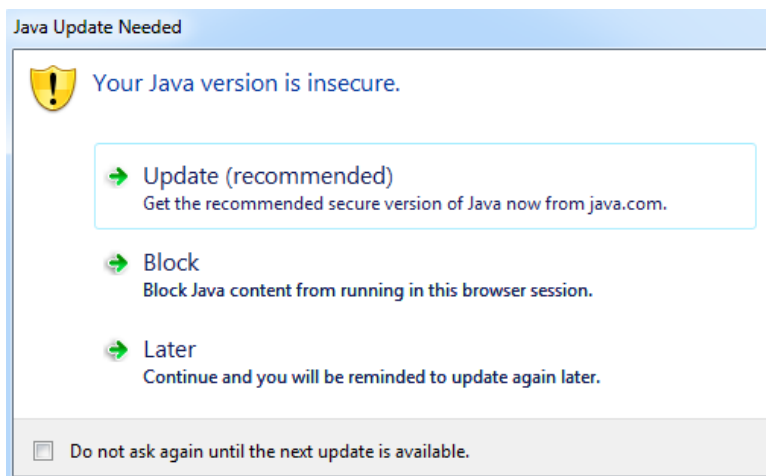 Java Update Needed
Your Java version is insecure.
Update (recommended)
Get the recommended secure version of Java now from java.com.
Block
Block Java content from running in this browser session.
Later
Continue and you will be reminded to update again later.
Do not ask again until the next update is available.